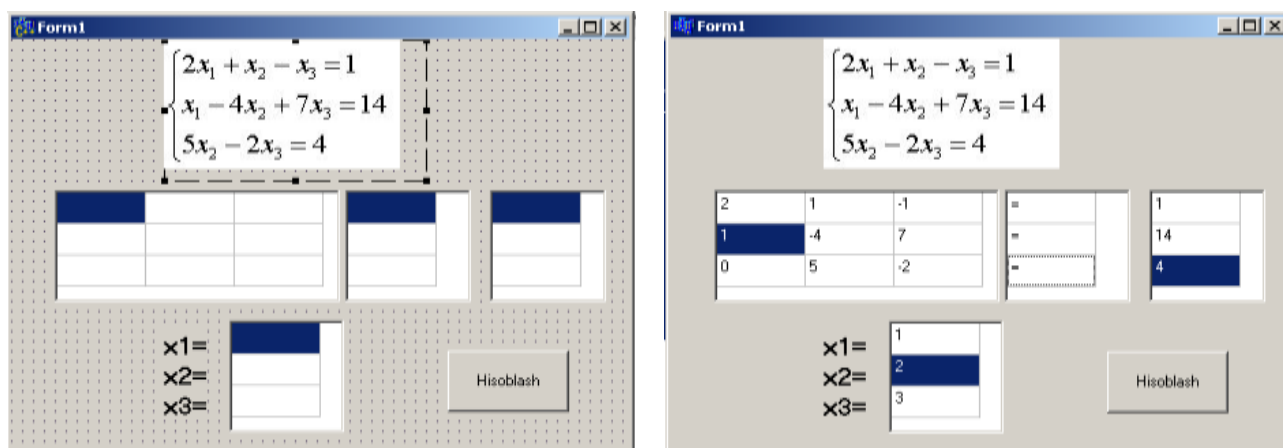 Form1
2x₁ + x₂ − x₃ = 1
x₁ − 4x₂ + 7x₃ = 14
5x₂ − 2x₃ = 4
x1=
x2=
x3=
Hisoblash
Form1
2x₁ + x₂ − x₃ = 1
x₁ − 4x₂ + 7x₃ = 14
5x₂ − 2x₃ = 4
2 1 -1 = 1
1 -4 7 = 14
0 5 -2 = 4
x1= 1
x2= 2
x3= 3
Hisoblash